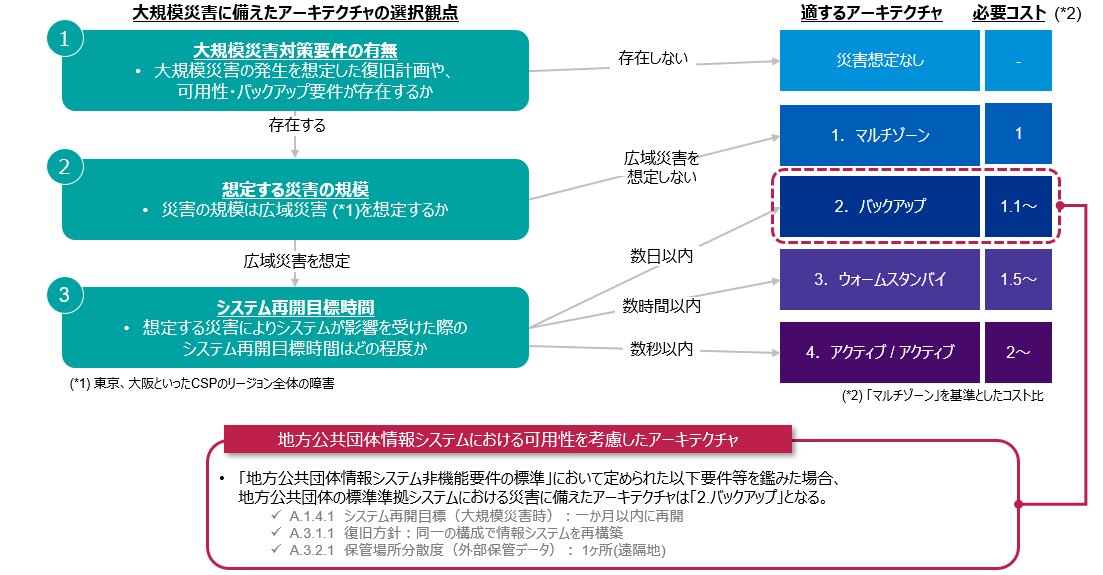 大規模災害に備えたアーキテクチャの選択観点
適するアーキテクチャ
必要コスト (*2)
1
大規模災害対策要件の有無
• 大規模災害の発生を想定した復旧計画や、
可用性・バックアップ要件が存在するか
存在しない
災害想定なし
-
存在する
1. マルチゾーン
1
2
想定する災害の規模
• 災害の規模は広域災害 (*1)を想定するか
広域災害を
想定しない
2. バックアップ
1.1～
広域災害を想定
数日以内
3
システム再開目標時間
• 想定する災害によりシステムが影響を受けた際の
システム再開目標時間はどの程度か
数時間以内
3. ウォームスタンバイ
1.5～
数秒以内
4. アクティブ / アクティブ
2～
(*1) 東京、大阪といったCSPのリージョン全体の障害
(*2) 「マルチゾーン」を基準としたコスト比
地方公共団体情報システムにおける可用性を考慮したアーキテクチャ
• 「地方公共団体情報システム非機能要件の標準」において定められた以下要件等を鑑みた場合、
地方公共団体の標準準拠システムにおける災害に備えたアーキテクチャは「2.バックアップ」となる。
✓ A.1.4.1 システム再開目標（大規模災害時）：一か月以内に再開
✓ A.3.1.1 復旧方針：同一の構成で情報システムを再構築
✓ A.3.2.1 保管場所分散度（外部保管データ）： 1ヶ所(遠隔地)